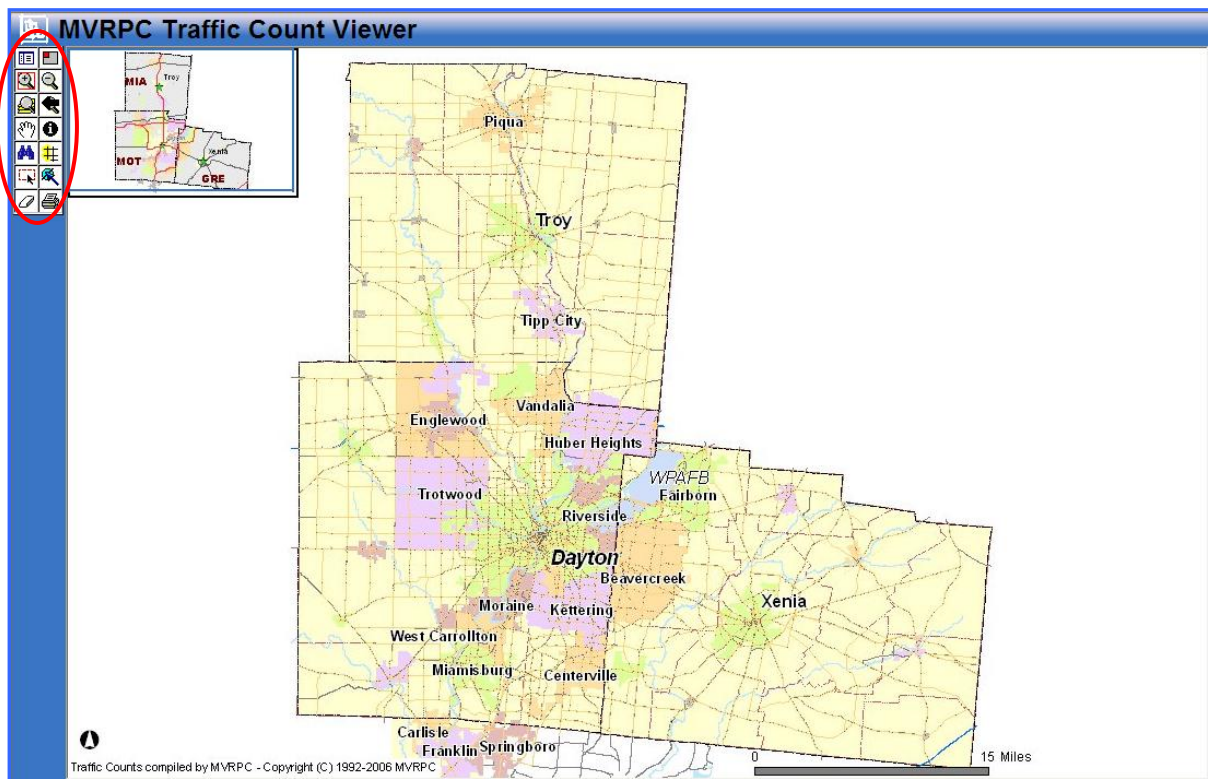 MVRPC Traffic Count Viewer
MIA
Troy
MOT
Xenia
GRE
Piqua
Troy
Tipp City
Vandalia
Englewood
Huber Heights
WPAFB
Trotwood
Fairborn
Riverside
Dayton
Beavercreek
Moraine
Kettering
Xenia
West Carrollton
Miamisburg
Centerville
Carlisle
Franklin
Springboro
0
15 Miles
Traffic Counts compiled by MVRPC - Copyright (C) 1992-2006 MVRPC